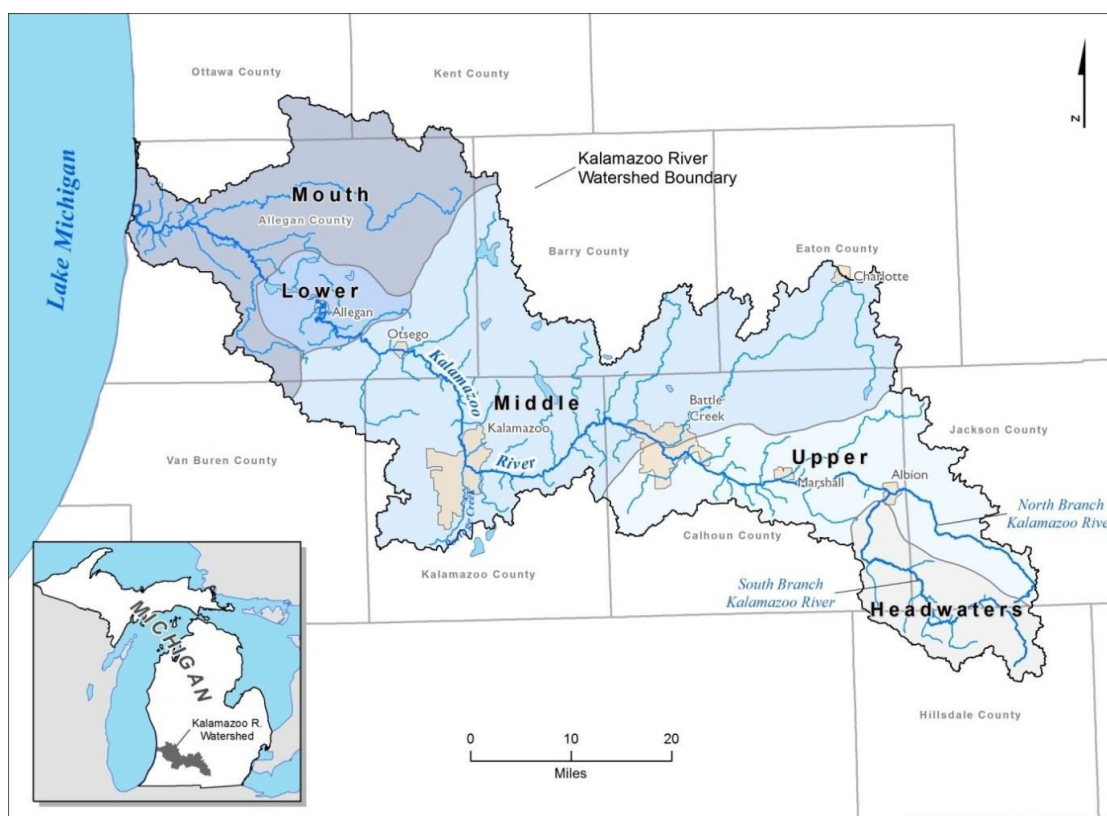 Ottawa County
Kent County
N
Kalamazoo River
Watershed Boundary
Mouth
Allegan County
Lake Michigan
Barry County
Eaton County
Charlotte
Lower
Allegan
Otsego
Kalamazoo
River
Middle
Battle
Creek
Kalamazoo
Upper
Jackson County
Van Buren County
Marshall
Albion
North Branch
Kalamazoo Rive
Calhoun County
Kalamazoo County
South Branch
Kalamazoo River
Headwaters
Hillsdale County
MICHIGAN
Kalamazoo R.
Watershed
0 10 20
Miles